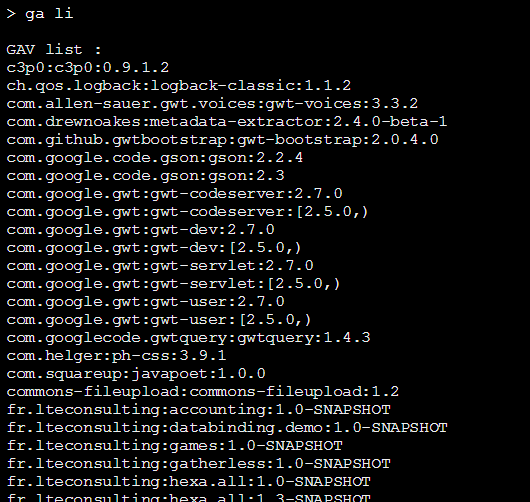 > ga li
GAV list :
c3p0:c3p0:0.9.1.2
ch.qos.logback:logback-classic:1.1.2
com.allen-sauer.gwt.voices:gwt-voices:3.3.2
com.drewnoakes:metadata-extractor:2.4.0-beta-1
com.github.gwtbootstrap:gwt-bootstrap:2.0.4.0
com.google.code.gson:gson:2.2.4
com.google.code.gson:gson:2.3
com.google.gwt:gwt-codeserver:2.7.0
com.google.gwt:gwt-codeserver:[2.5.0,)
com.google.gwt:gwt-dev:2.7.0
com.google.gwt:gwt-dev:[2.5.0,)
com.google.gwt:gwt-servlet:2.7.0
com.google.gwt:gwt-servlet:[2.5.0,)
com.google.gwt:gwt-user:2.7.0
com.google.gwt:gwt-user:[2.5.0,)
com.googlecode.gwtquery:gwtquery:1.4.3
com.helger:ph-css:3.9.1
com.squareup:javapoet:1.0.0
commons-fileupload:commons-fileupload:1.2
fr.lteconsulting:accounting:1.0-SNAPSHOT
fr.lteconsulting:databinding.demo:1.0-SNAPSHOT
fr.lteconsulting:games:1.0-SNAPSHOT
fr.lteconsulting:gatherless:1.0-SNAPSHOT
fr.lteconsulting:hexa.all:1.0-SNAPSHOT
fr.lteconsulting:hexa.all:1.3-SNAPSHOT